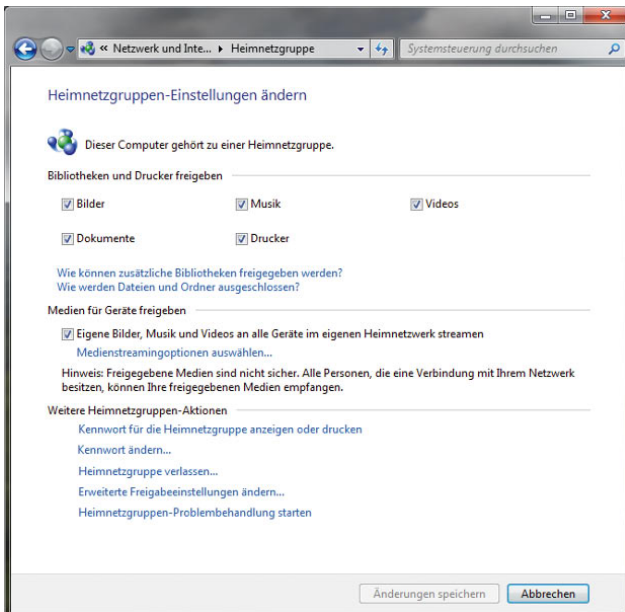 « Netzwerk und Inte... ▸ Heimnetzgruppe
Systemsteuerung durchsuchen
Heimnetzgruppen-Einstellungen ändern
Dieser Computer gehört zu einer Heimnetzgruppe.
Bibliotheken und Drucker freigeben
Bilder Musik Videos
Dokumente Drucker
Wie können zusätzliche Bibliotheken freigegeben werden?
Wie werden Dateien und Ordner ausgeschlossen?
Medien für Geräte freigeben
Eigene Bilder, Musik und Videos an alle Geräte im eigenen Heimnetzwerk streamen
Medienstreamingoptionen auswählen...
Hinweis: Freigegebene Medien sind nicht sicher. Alle Personen, die eine Verbindung mit Ihrem Netzwerk
besitzen, können Ihre freigegebenen Medien empfangen.
Weitere Heimnetzgruppen-Aktionen
Kennwort für die Heimnetzgruppe anzeigen oder drucken
Kennwort ändern...
Heimnetzgruppe verlassen...
Erweiterte Freigabeeinstellungen ändern...
Heimnetzgruppen-Problembehandlung starten
Änderungen speichern Abbrechen